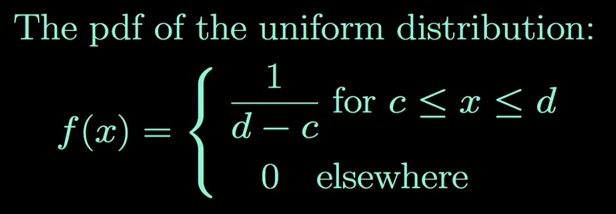 The pdf of the uniform distribution:
f(x) = { 1/(d − c) for c ≤ x ≤ d
0 elsewhere